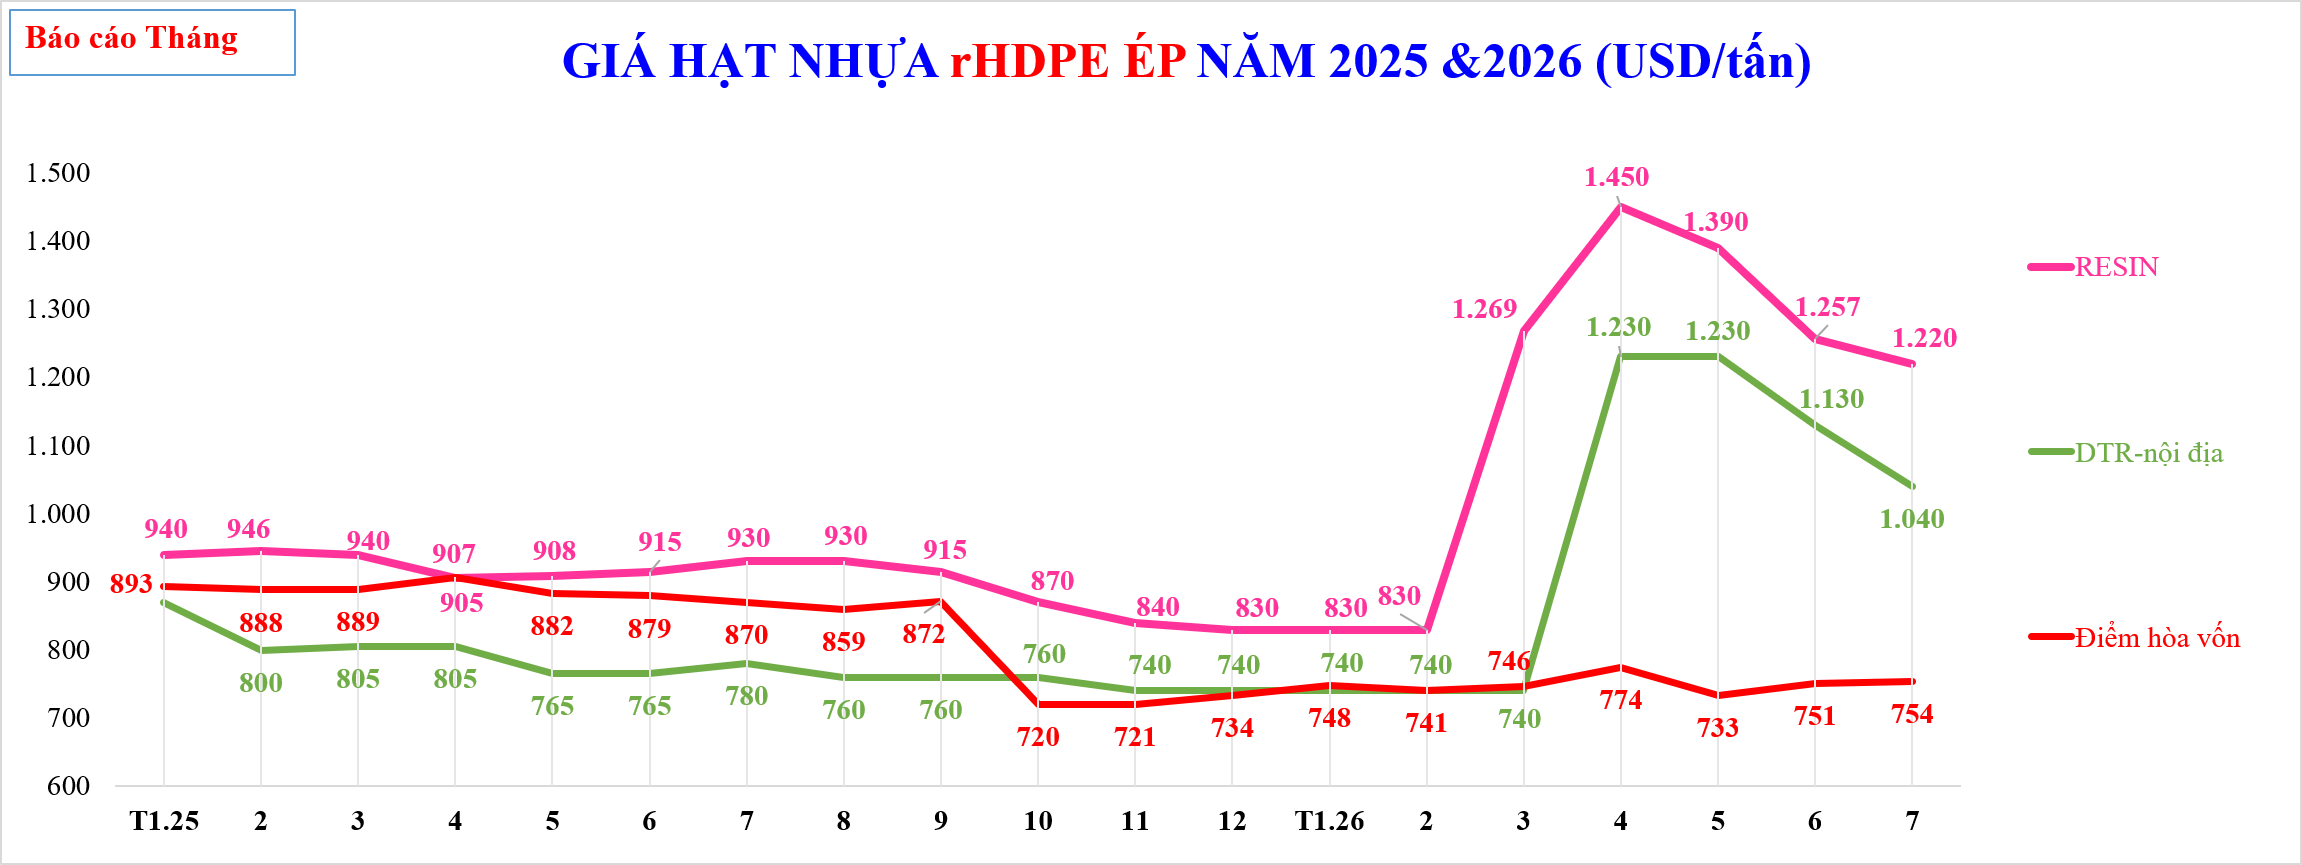 Báo cáo Tháng
GIÁ HẠT NHỰA rHDPE ÉP NĂM 2025 &2026 (USD/tấn)
1.500
1.400
1.300
1.200
1.100
1.000
900
800
700
600
940 946 940 907 908 915 930 930 915 870 840 830 830 830 1.269 1.450 1.390 1.257 1.220
905
893 888 889 882 879 870 859 872 720 721 734 748 741 746 774 733 751 754
800 805 805 765 765 780 760 760 760 740 740 740 740 740 1.230 1.230 1.130 1.040
T1.25 2 3 4 5 6 7 8 9 10 11 12 T1.26 2 3 4 5 6 7
RESIN
DTR-nội địa
Điểm hòa vốn